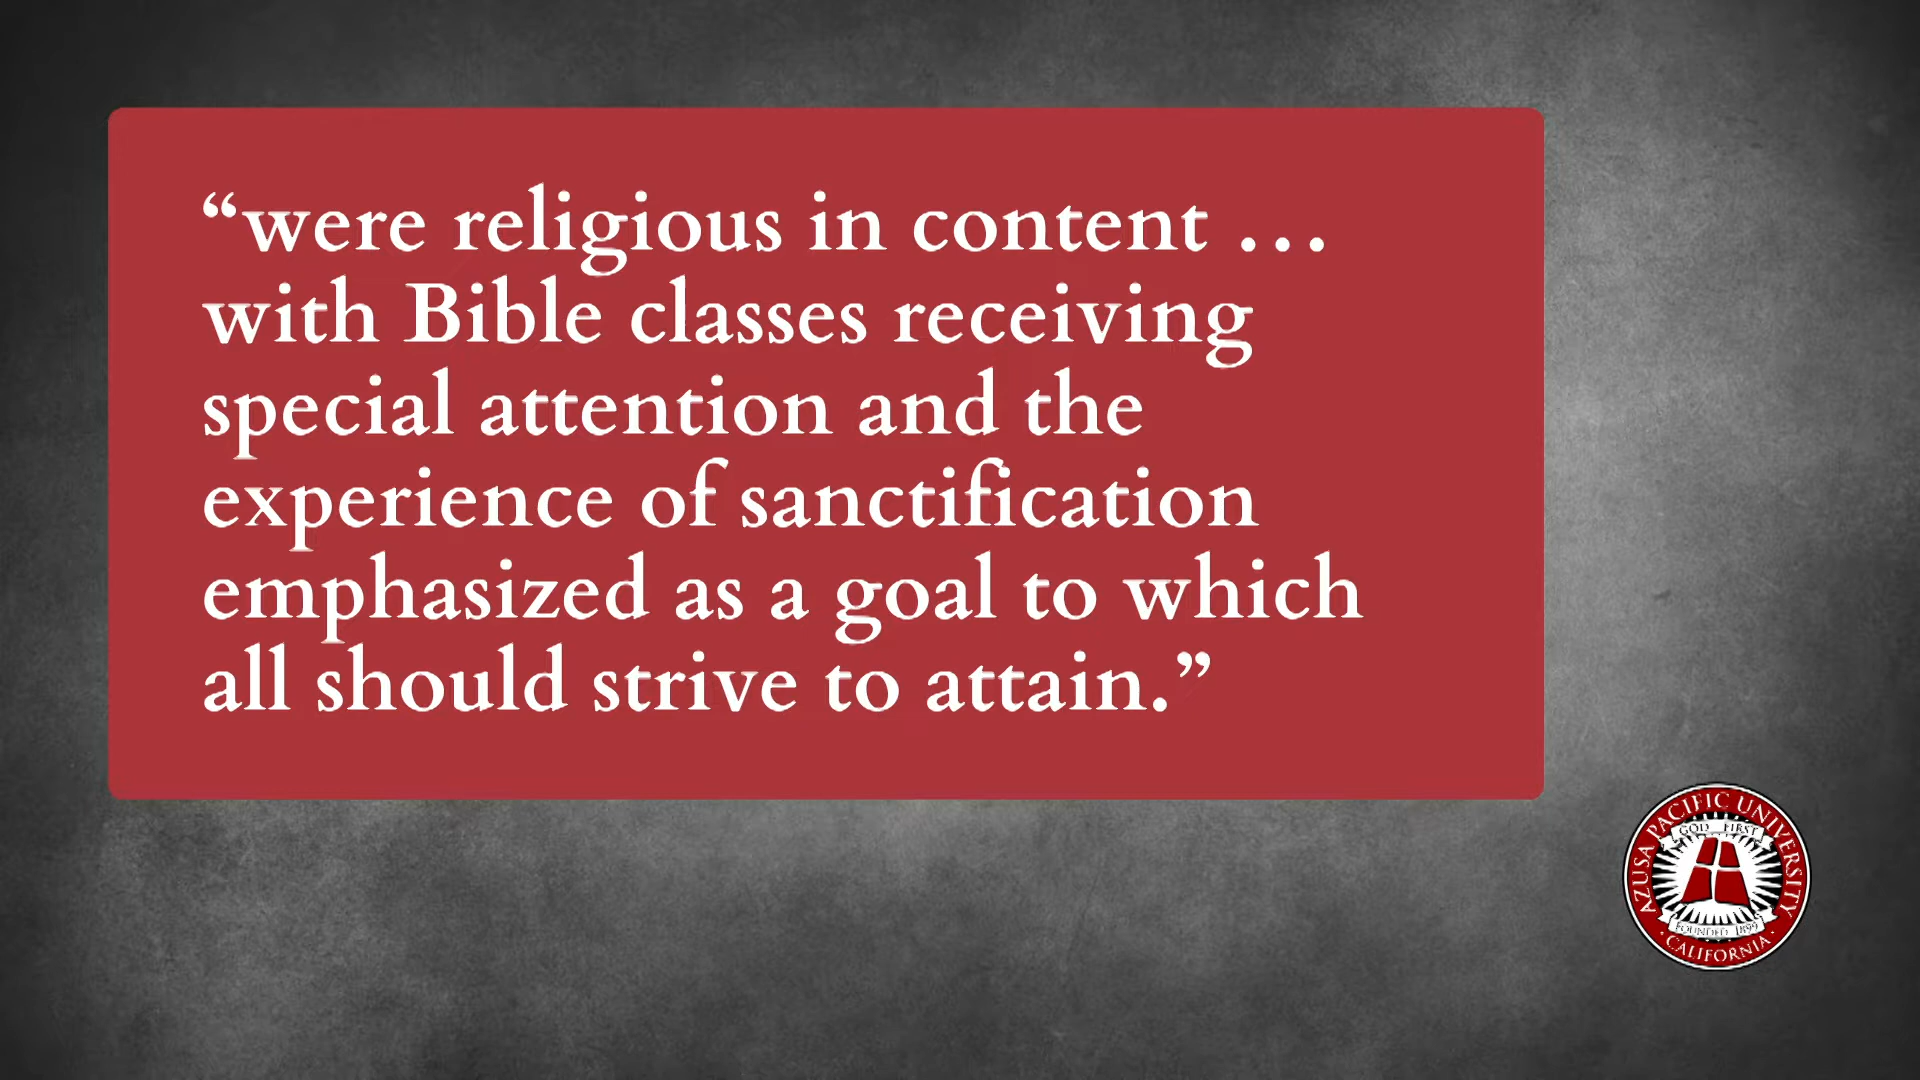 “were religious in content …
with Bible classes receiving
special attention and the
experience of sanctification
emphasized as a goal to which
all should strive to attain.”
AZUSA PACIFIC UNIVERSITY
GOD FIRST
FOUNDED 1899
· CALIFORNIA ·